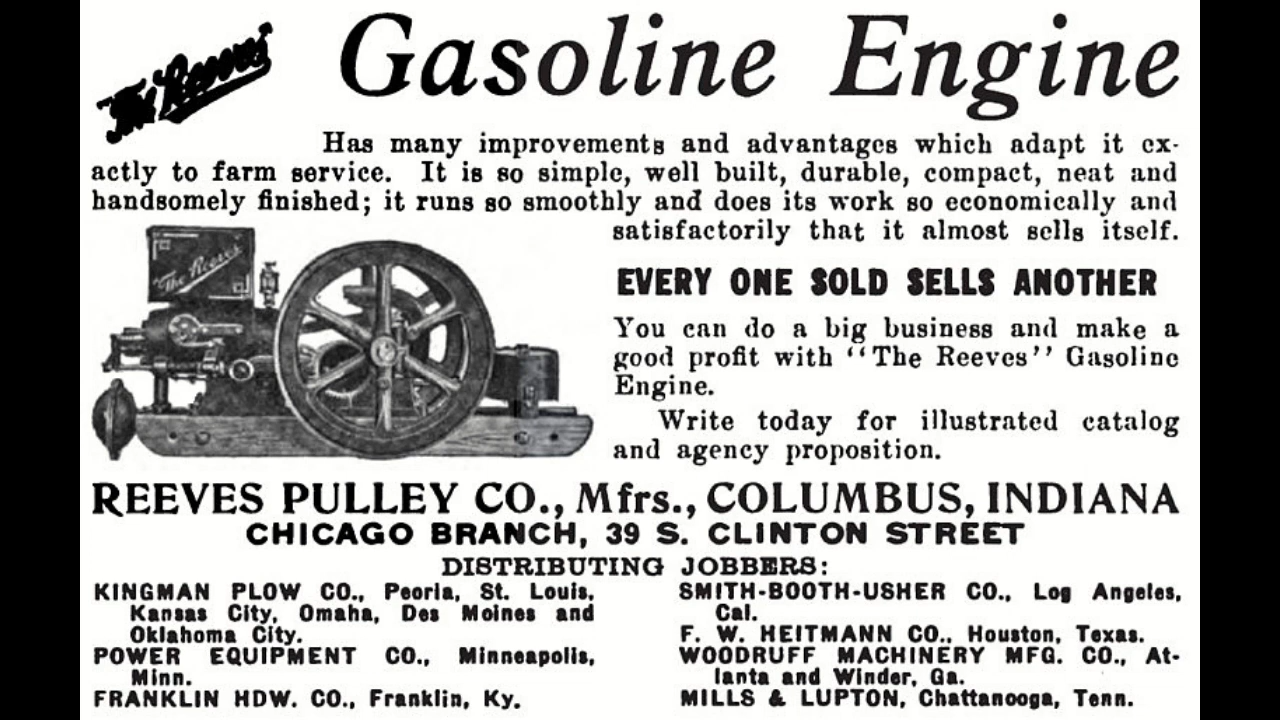 "The Reeves" Gasoline Engine
Has many improvements and advantages which adapt it ex-
actly to farm service. It is so simple, well built, durable, compact, neat and
handsomely finished; it runs so smoothly and does its work so economically and
satisfactorily that it almost sells itself.
"The Reeves"
EVERY ONE SOLD SELLS ANOTHER
You can do a big business and make a
good profit with "The Reeves" Gasoline
Engine.
Write today for illustrated catalog
and agency proposition.
REEVES PULLEY CO., Mfrs., COLUMBUS, INDIANA
CHICAGO BRANCH, 39 S. CLINTON STREET
DISTRIBUTING JOBBERS:
KINGMAN PLOW CO., Peoria, St. Louis,
Kansas City, Omaha, Des Moines and
Oklahoma City.
POWER EQUIPMENT CO., Minneapolis,
Minn.
FRANKLIN HDW. CO., Franklin, Ky.
SMITH-BOOTH-USHER CO., Los Angeles,
Cal.
F. W. HEITMANN CO., Houston, Texas.
WOODRUFF MACHINERY MFG. CO., At-
lanta and Winder, Ga.
MILLS & LUPTON, Chattanooga, Tenn.